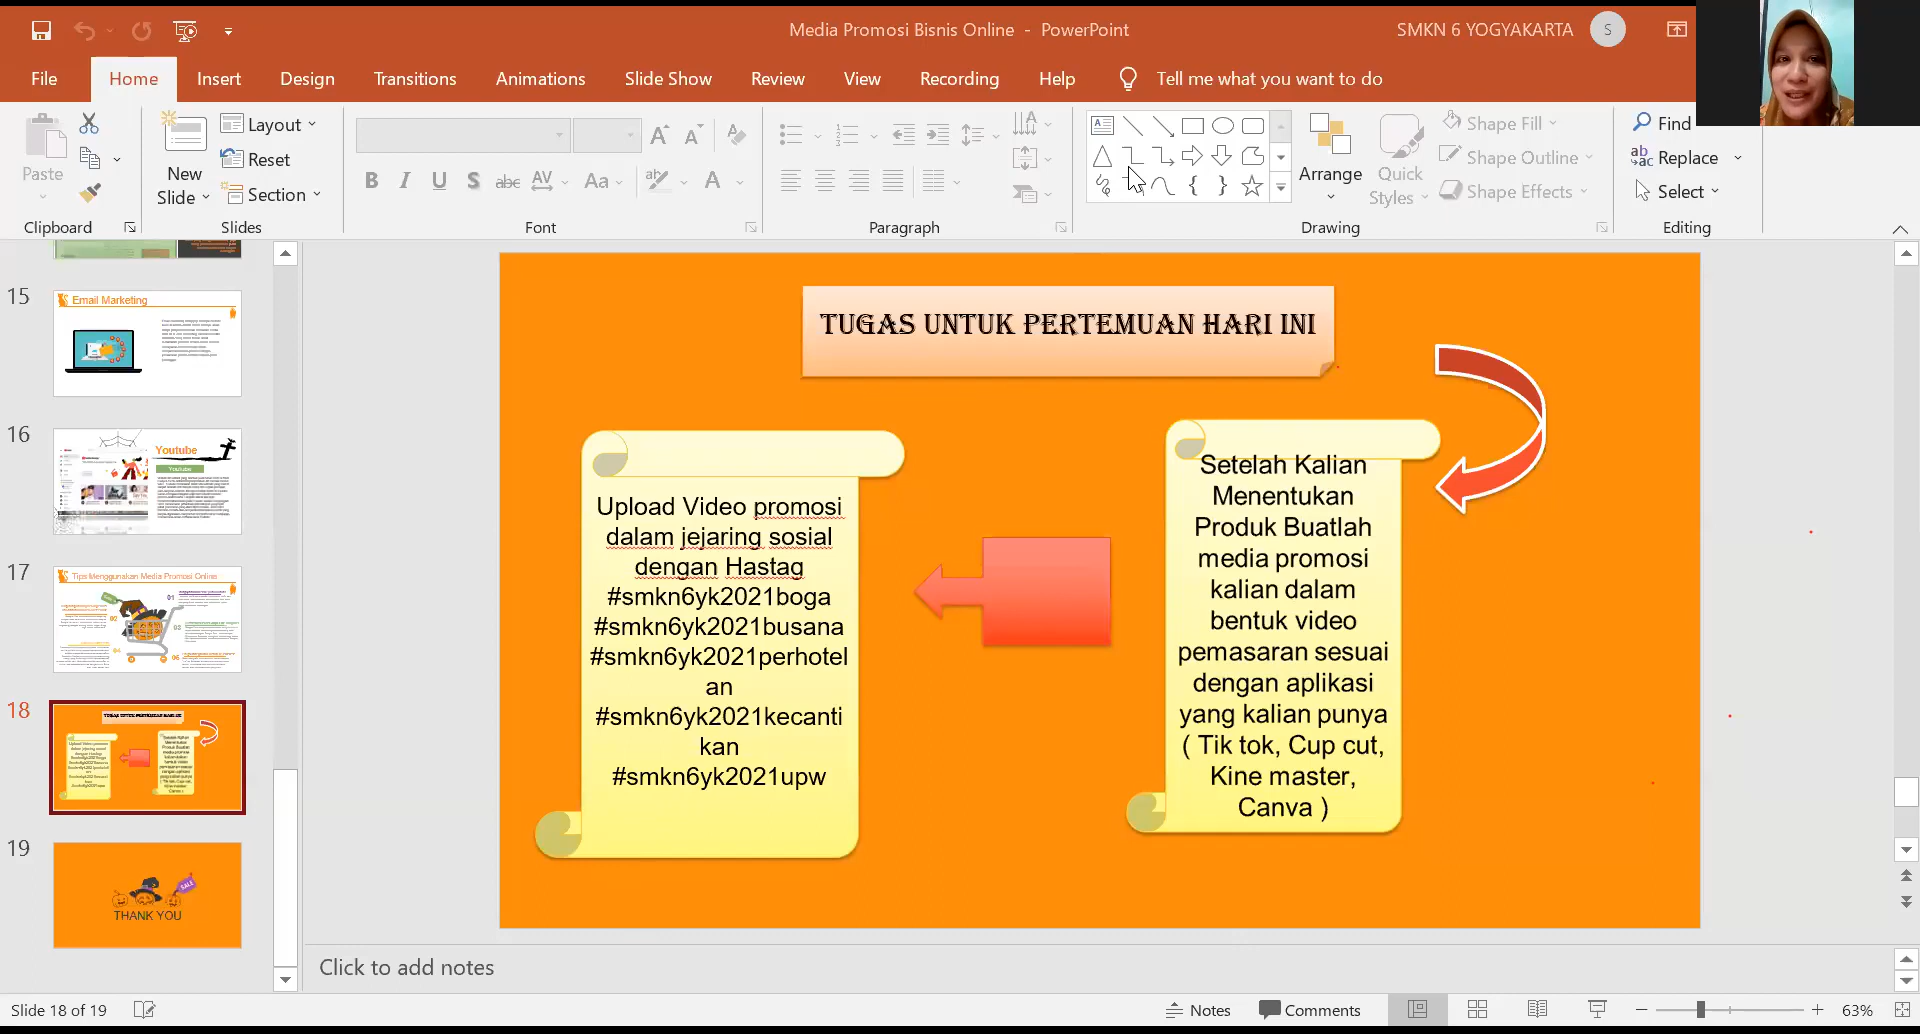 Media Promosi Bisnis Online - PowerPoint
SMKN 6 YOGYAKARTA
S
File
Home
Insert
Design
Transitions
Animations
Slide Show
Review
View
Recording
Help
Tell me what you want to do
Paste
Clipboard
New
Slide
Layout
Reset
Section
Slides
B I U S abc AV Aa A
Font
Paragraph
Arrange
Quick
Styles
Shape Fill
Shape Outline
Shape Effects
Drawing
Find
Replace
Select
Editing
15
Email Marketing
16
Youtube
Youtube
17
Tips Menggunakan Media Promosi Online
18
19
THANK YOU
TUGAS UNTUK PERTEMUAN HARI INI
Setelah Kalian
Menentukan
Produk Buatlah
media promosi
kalian dalam
bentuk video
pemasaran sesuai
dengan aplikasi
yang kalian punya
( Tik tok, Cup cut,
Kine master,
Canva )
Upload Video promosi
dalam jejaring sosial
dengan Hastag
#smkn6yk2021boga
#smkn6yk2021busana
#smkn6yk2021perhotel
an
#smkn6yk2021kecanti
kan
#smkn6yk2021upw
Click to add notes
Slide 18 of 19
Notes
Comments
63%